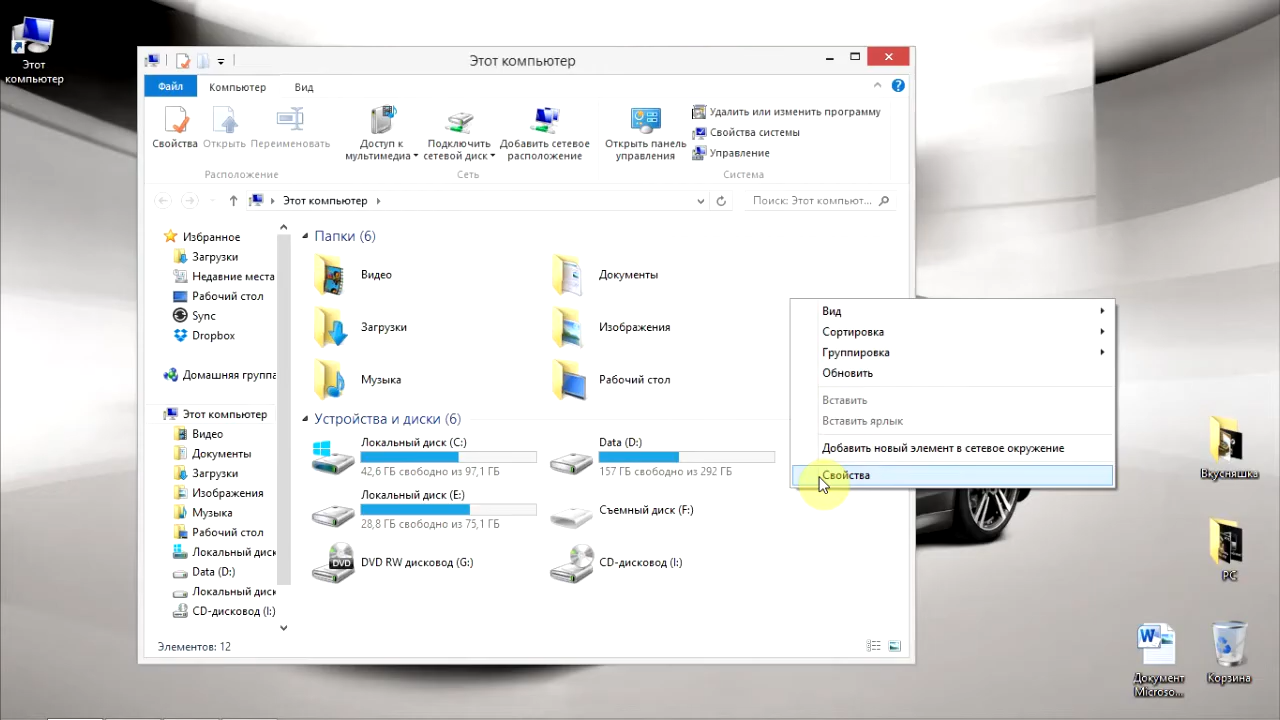 Этот
компьютер
Этот компьютер
Файл
Компьютер
Вид
Свойства
Открыть
Переименовать
Расположение
Доступ к
мультимедиа
Подключить
сетевой диск
Добавить сетевое
расположение
Сеть
Открыть панель
управления
Удалить или изменить программу
Свойства системы
Управление
Система
Этот компьютер
Поиск: Этот компьют...
Избранное
Загрузки
Недавние места
Рабочий стол
Sync
Dropbox
Домашняя группа
Этот компьютер
Видео
Документы
Загрузки
Изображения
Музыка
Рабочий стол
Локальный диск
Data (D:)
Локальный диск
CD-дисковод (I:)
Папки (6)
Видео
Документы
Загрузки
Изображения
Музыка
Рабочий стол
Устройства и диски (6)
Локальный диск (C:)
42,6 ГБ свободно из 97,1 ГБ
Data (D:)
157 ГБ свободно из 292 ГБ
Локальный диск (E:)
28,8 ГБ свободно из 75,1 ГБ
Съемный диск (F:)
DVD
DVD RW дисковод (G:)
CD-дисковод (I:)
Элементов: 12
Вид
Сортировка
Группировка
Обновить
Вставить
Вставить ярлык
Добавить новый элемент в сетевое окружение
Свойства
Вкусняшка
PC
Документ
Microso...
Корзина